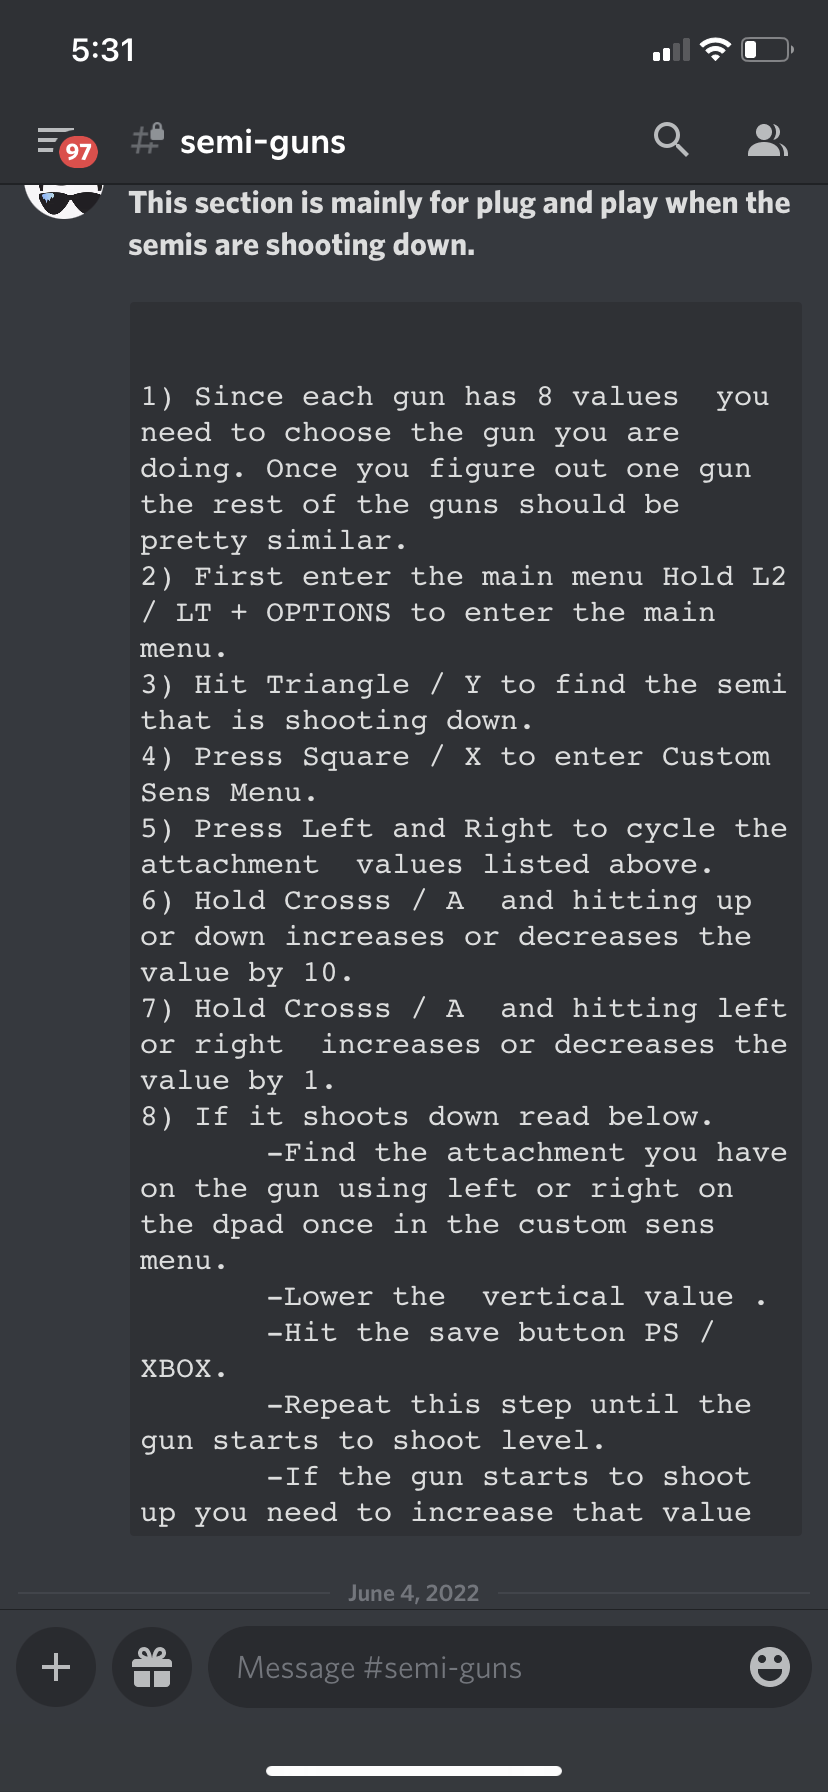 5:31
97
semi-guns
This section is mainly for plug and play when the
semis are shooting down.
1) Since each gun has 8 values  you
need to choose the gun you are
doing. Once you figure out one gun
the rest of the guns should be
pretty similar.
2) First enter the main menu Hold L2
/ LT + OPTIONS to enter the main
menu.
3) Hit Triangle / Y to find the semi
that is shooting down.
4) Press Square / X to enter Custom
Sens Menu.
5) Press Left and Right to cycle the
attachment  values listed above.
6) Hold Crosss / A  and hitting up
or down increases or decreases the
value by 10.
7) Hold Crosss / A  and hitting left
or right  increases or decreases the
value by 1.
8) If it shoots down read below.
-Find the attachment you have
on the gun using left or right on
the dpad once in the custom sens
menu.
-Lower the  vertical value .
-Hit the save button PS /
XBOX.
-Repeat this step until the
gun starts to shoot level.
-If the gun starts to shoot
up you need to increase that value
June 4, 2022
Message #semi-guns